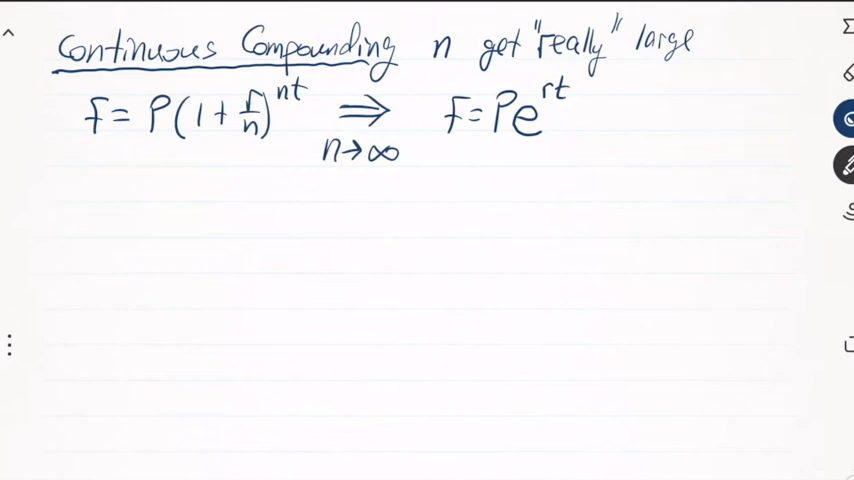 Continuous Compounding n get "really" large
F = P(1 + r/n)^nt ⇒ F = Pe^rt
n→∞